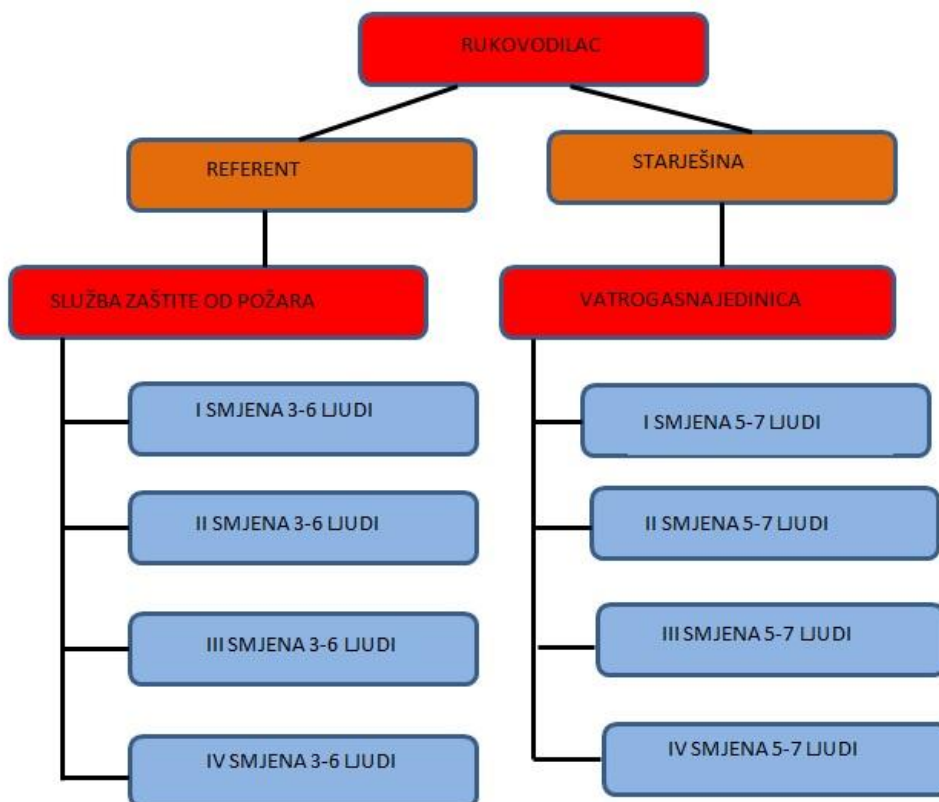 RUKOVODILAC
REFERENT
STARJEŠINA
SLUŽBA ZAŠTITE OD POŽARA
VATROGASNAJEDINICA
I SMJENA 3-6 LJUDI
I SMJENA 5-7 LJUDI
II SMJENA 3-6 LJUDI
II SMJENA 5-7 LJUDI
III SMJENA 3-6 LJUDI
III SMJENA 5-7 LJUDI
IV SMJENA 3-6 LJUDI
IV SMJENA 5-7 LJUDI